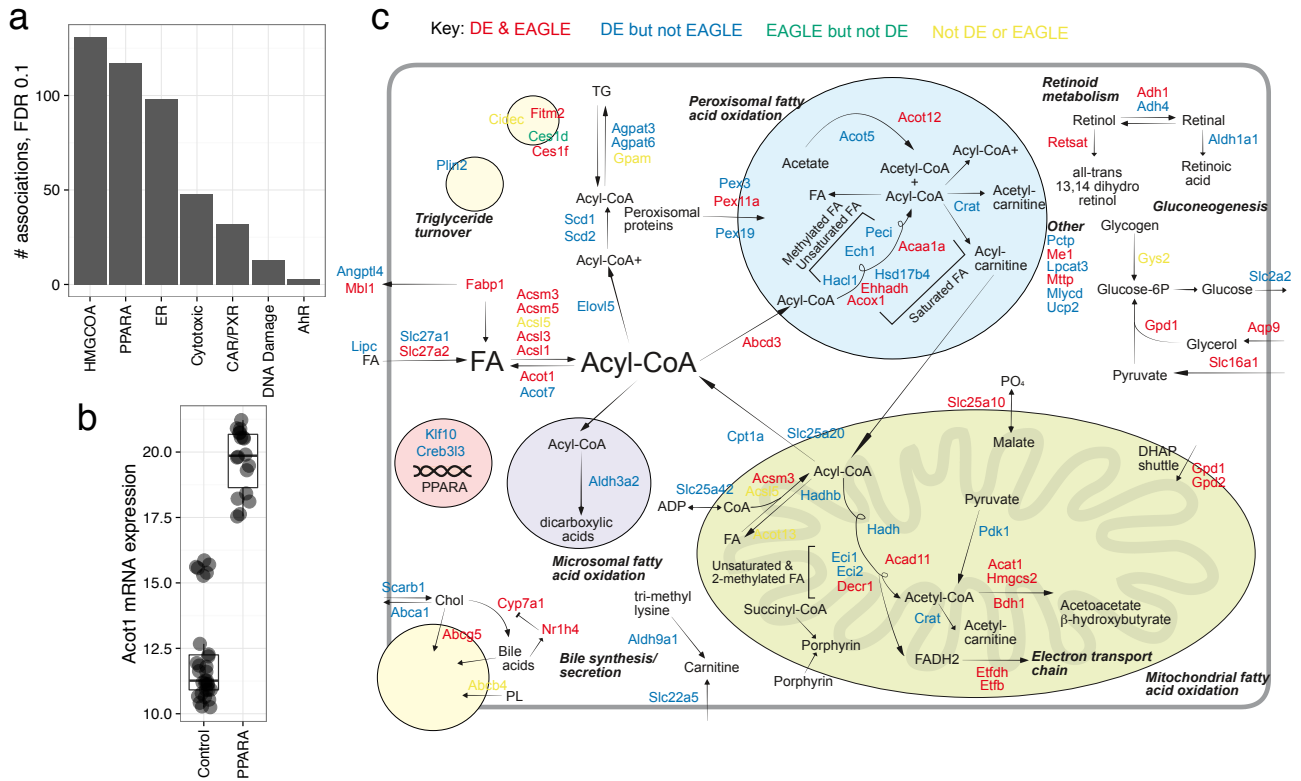 a
# associations, FDR 0.1
100
50
0
HMGCOA
PPARA
ER
Cytotoxic
CAR/PXR
DNA Damage
AhR
b
Acot1 mRNA expression
20.0
17.5
15.0
12.5
10.0
Control
PPARA
c
Key: DE & EAGLE
DE but not EAGLE
EAGLE but not DE
Not DE or EAGLE
Cidec
Fitm2
Ces1d
Ces1f
Plin2
Triglyceride
turnover
TG
Agpat3
Agpat6
Gpam
Acyl-CoA
Scd1
Scd2
Acyl-CoA+
Elovl5
Peroxisomal
proteins
Pex3
Pex11a
Pex19
Peroxisomal fatty
acid oxidation
Acot12
Acot5
Acetate
Acetyl-CoA
+
Acyl-CoA
Acyl-CoA+
FA
Acetyl-
carnitine
Crat
Methylated FA
Unsaturated FA
Peci
Ech1
Acaa1a
Hacl1
Hsd17b4
Ehhadh
Acox1
Acyl-CoA
Saturated FA
Acyl-
carnitine
Retinoid
metabolism
Adh1
Adh4
Retinol
Retinal
Retsat
Aldh1a1
all-trans
13,14 dihydro
retinol
Retinoic
acid
Gluconeogenesis
Other
Pctp
Me1
Lpcat3
Mttp
Mlycd
Ucp2
Glycogen
Gys2
Glucose-6P
Glucose
Slc2a2
Gpd1
Aqp9
Glycerol
Slc16a1
Pyruvate
Angptl4
Mbl1
Fabp1
Lipc
FA
Slc27a1
Slc27a2
FA
Acsm3
Acsm5
Acsl5
Acsl3
Acsl1
Acot1
Acot7
Acyl-CoA
Abcd3
Klf10
Creb3l3
PPARA
Acyl-CoA
Aldh3a2
dicarboxylic
acids
Microsomal fatty
acid oxidation
Cpt1a
Slc25a20
Slc25a10
PO₄
Malate
DHAP
shuttle
Gpd1
Gpd2
Acyl-CoA
Acsm3
Acsl5
Slc25a42
ADP
CoA
Hadhb
Acot13
FA
Hadh
Pyruvate
Pdk1
Unsaturated &
2-methylated FA
Eci1
Eci2
Decr1
Acad11
Acat1
Hmgcs2
Bdh1
Acetyl-CoA
Acetoacetate
β-hydroxybutyrate
Crat
Acetyl-
carnitine
Succinyl-CoA
Porphyrin
Porphyrin
FADH2
Electron transport
chain
Etfdh
Etfb
Mitochondrial fatty
acid oxidation
Scarb1
Abca1
Chol
Cyp7a1
Abcg5
Nr1h4
Bile
acids
Abcb4
PL
Bile synthesis/
secretion
tri-methyl
lysine
Aldh9a1
Carnitine
Slc22a5